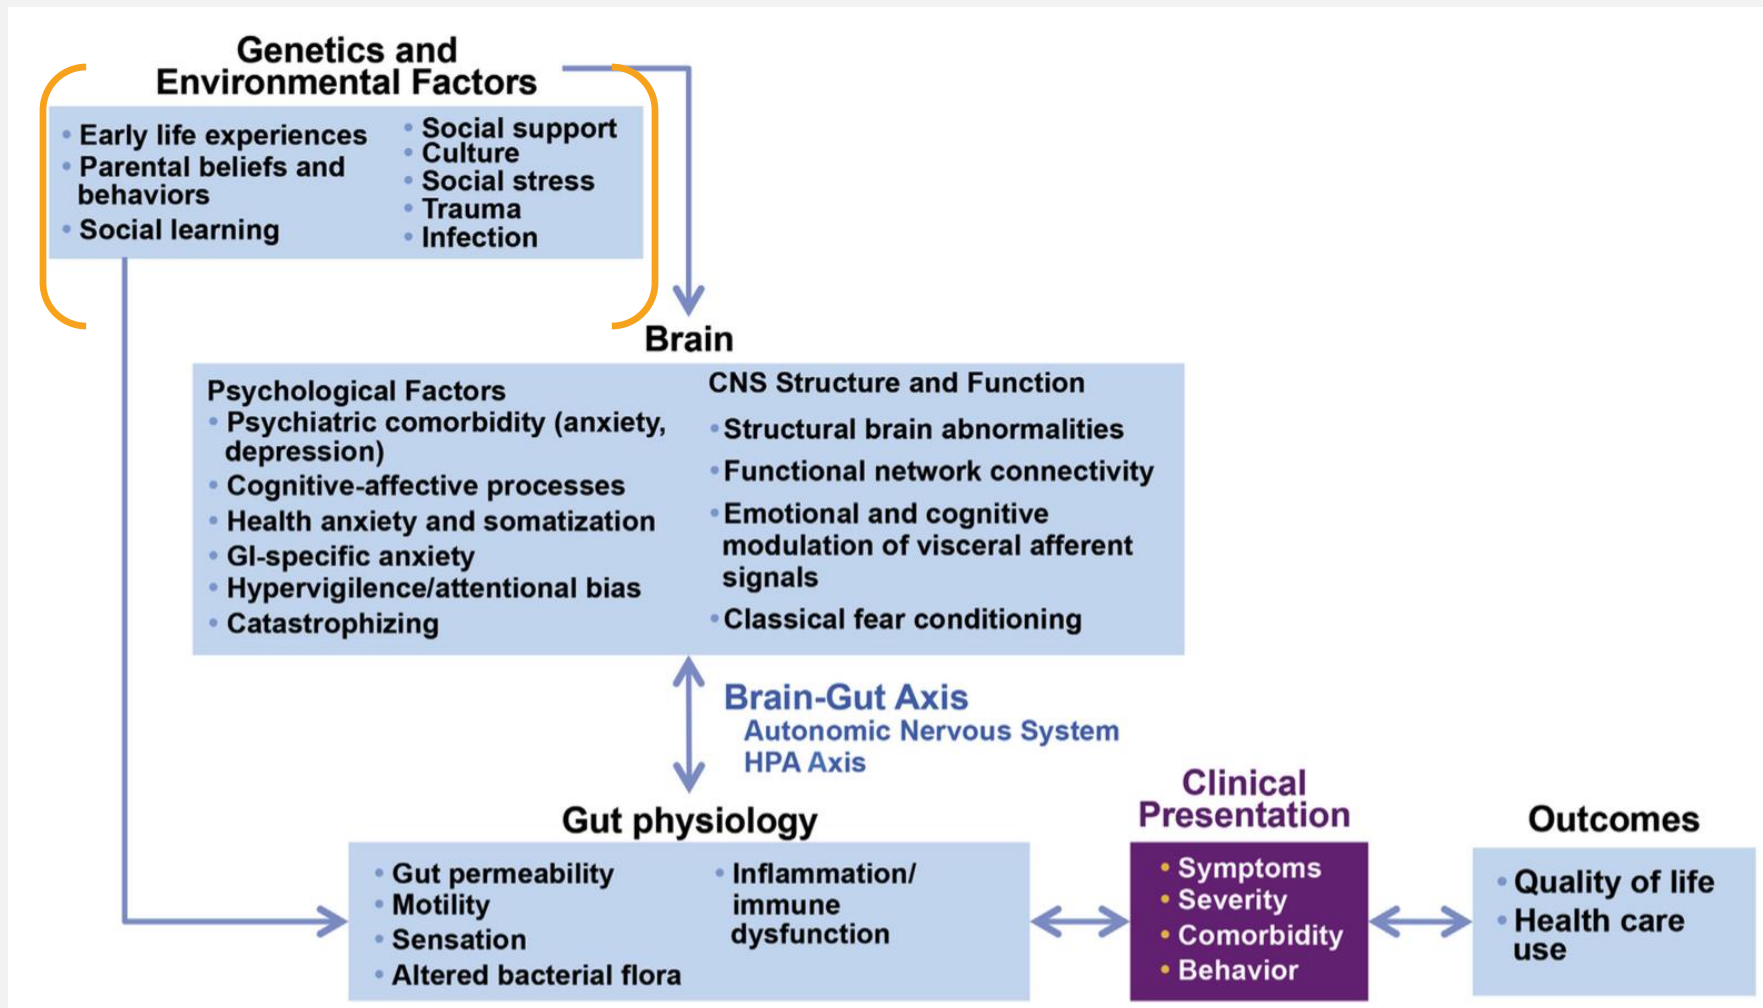 Genetics and
Environmental Factors
• Early life experiences
• Parental beliefs and
behaviors
• Social learning
• Social support
• Culture
• Social stress
• Trauma
• Infection
Brain
Psychological Factors
• Psychiatric comorbidity (anxiety,
depression)
• Cognitive-affective processes
• Health anxiety and somatization
• GI-specific anxiety
• Hypervigilence/attentional bias
• Catastrophizing
CNS Structure and Function
• Structural brain abnormalities
• Functional network connectivity
• Emotional and cognitive
modulation of visceral afferent
signals
• Classical fear conditioning
Brain-Gut Axis
Autonomic Nervous System
HPA Axis
Gut physiology
• Gut permeability
• Motility
• Sensation
• Altered bacterial flora
• Inflammation/
immune
dysfunction
Clinical
Presentation
• Symptoms
• Severity
• Comorbidity
• Behavior
Outcomes
• Quality of life
• Health care
use